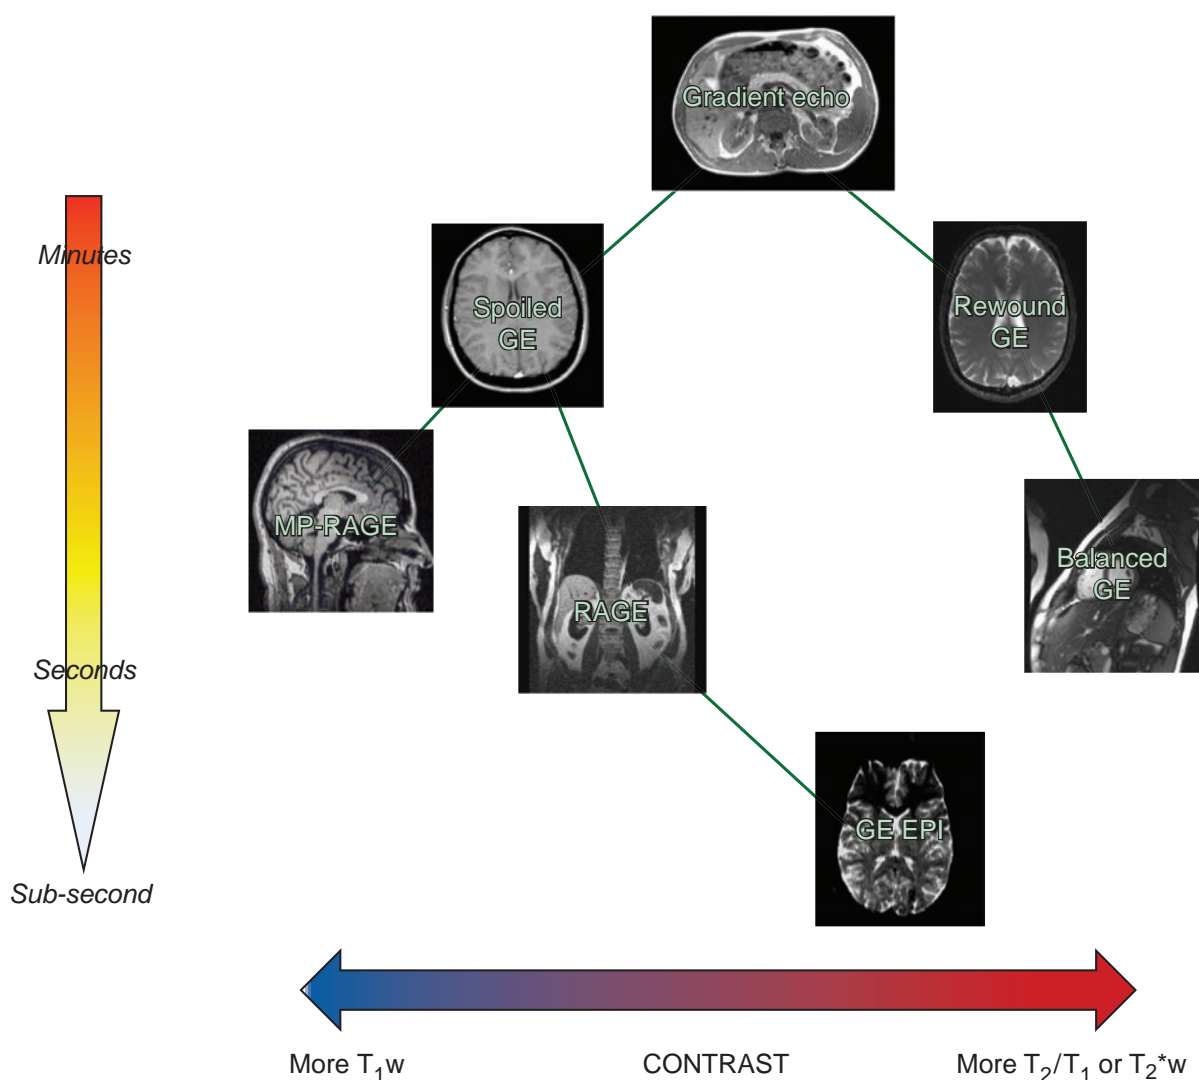 Gradient echo
Minutes
Spoiled
GE
Rewound
GE
MP-RAGE
RAGE
Balanced
GE
Seconds
GE EPI
Sub-second
More T₁w
CONTRAST
More T₂/T₁ or T₂*w